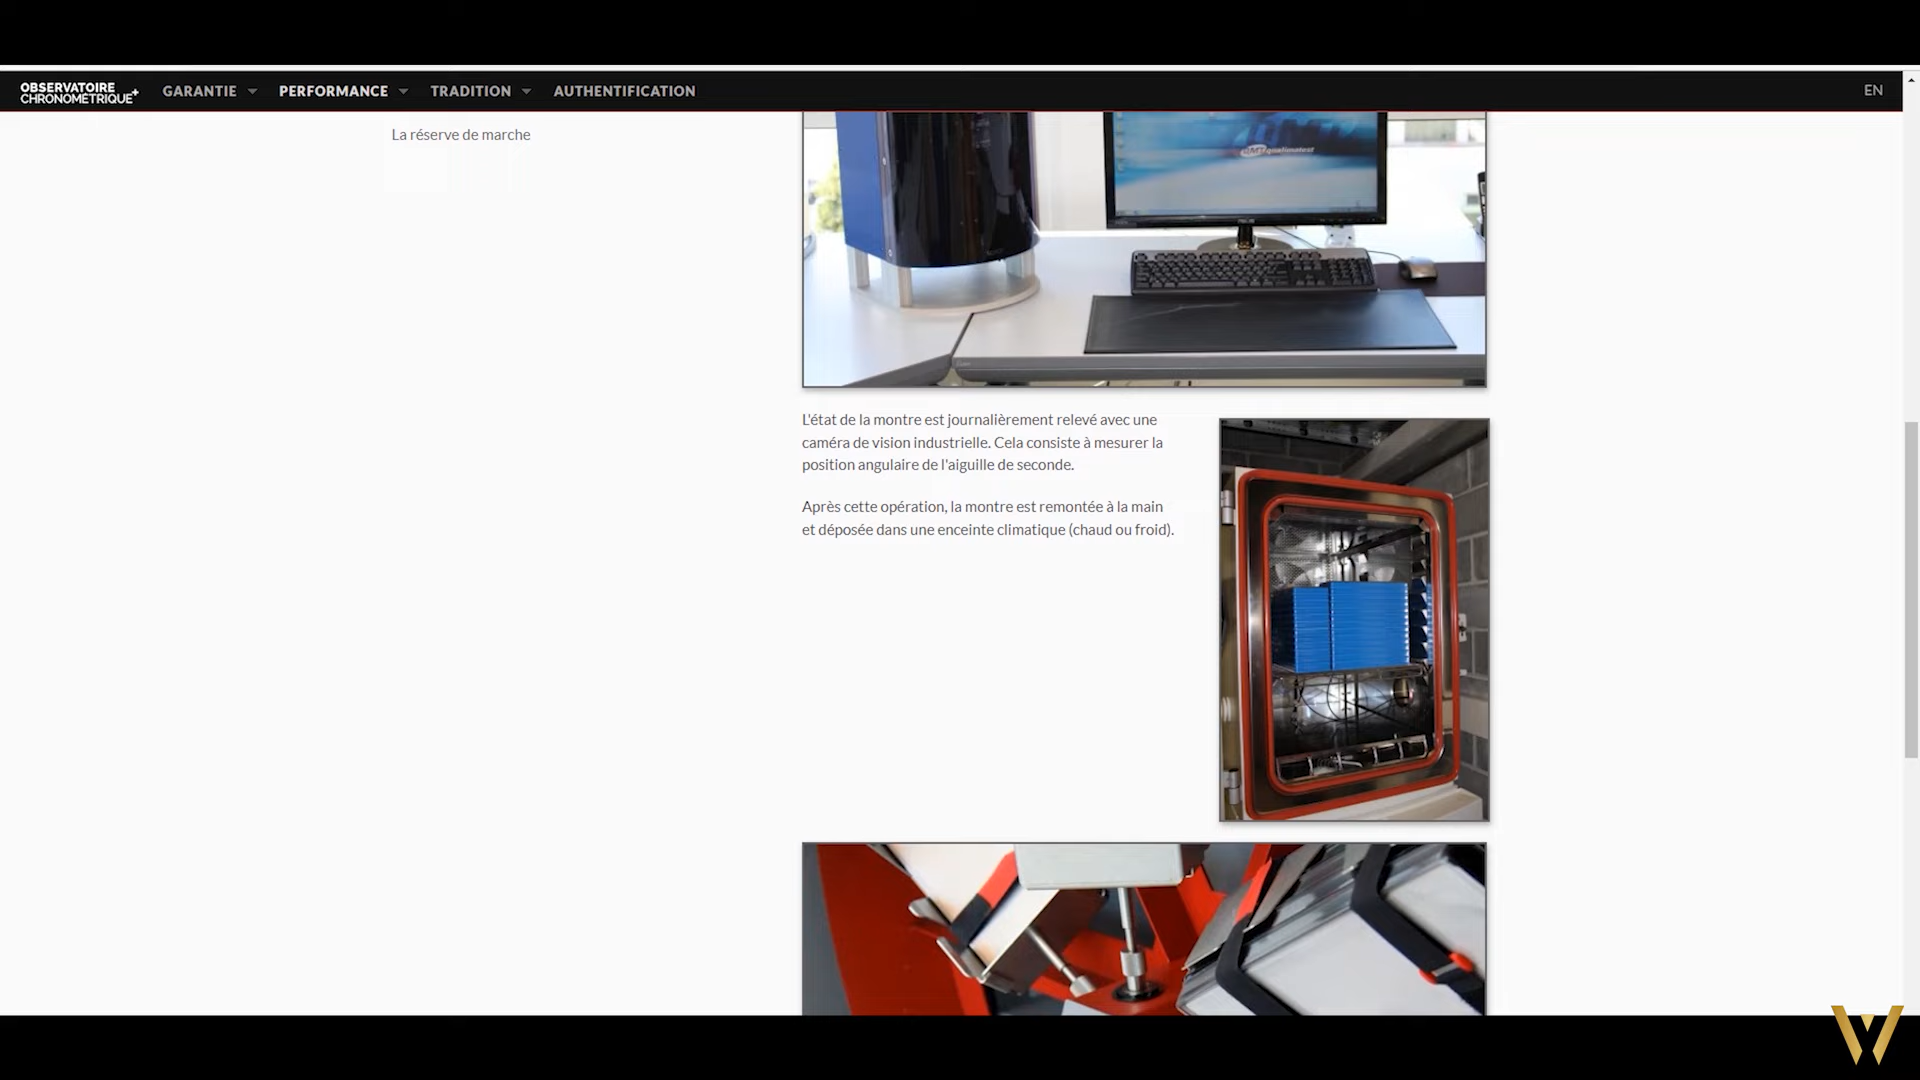 OBSERVATOIRE
CHRONOMÉTRIQUE+
GARANTIE PERFORMANCE TRADITION AUTHENTIFICATION EN
La réserve de marche
qualimatest
L'état de la montre est journalièrement relevé avec une
caméra de vision industrielle. Cela consiste à mesurer la
position angulaire de l'aiguille de seconde.
Après cette opération, la montre est remontée à la main
et déposée dans une enceinte climatique (chaud ou froid).
W